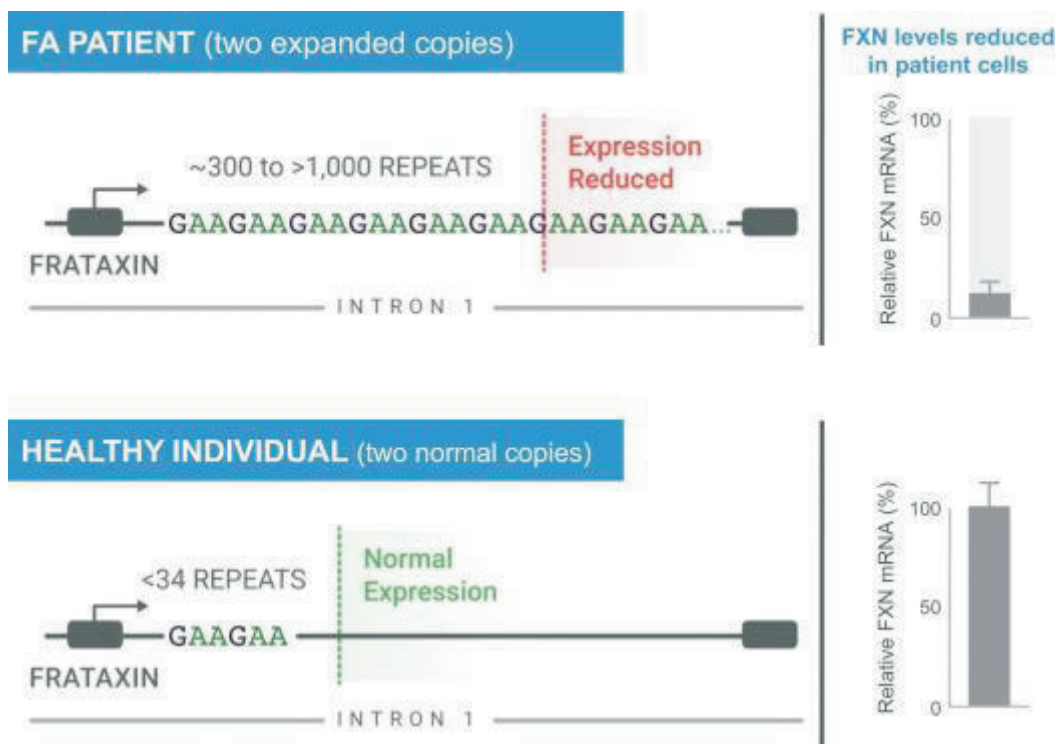 FA PATIENT (two expanded copies)
~300 to >1,000 REPEATS
Expression
Reduced
GAAGAAGAAGAAGAAGAAGAAGAAGAA...
FRATAXIN
INTRON 1
FXN levels reduced
in patient cells
Relative FXN mRNA (%)
100
50
0
HEALTHY INDIVIDUAL (two normal copies)
<34 REPEATS
Normal
Expression
GAAGAA
FRATAXIN
INTRON 1
Relative FXN mRNA (%)
100
50
0